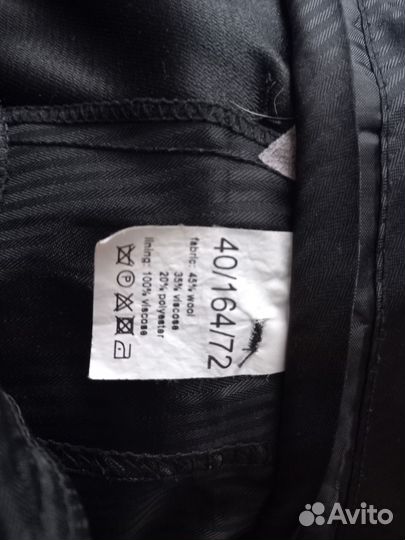 40/164/72
fabric: 45% wool
35% viscose
20% polyester
lining: 100% viscose
P
Avito